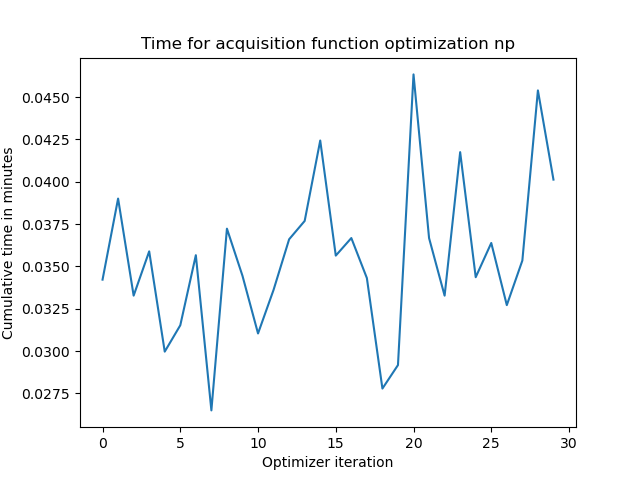 Time for acquisition function optimization np
Cumulative time in minutes
0.0450
0.0425
0.0400
0.0375
0.0350
0.0325
0.0300
0.0275
0 5 10 15 20 25 30
Optimizer iteration